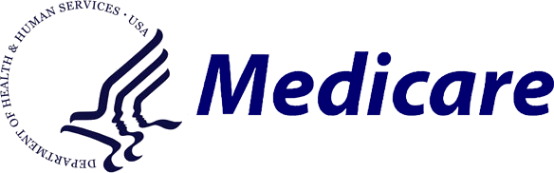 DEPARTMENT OF HEALTH & HUMAN SERVICES · USA
Medicare